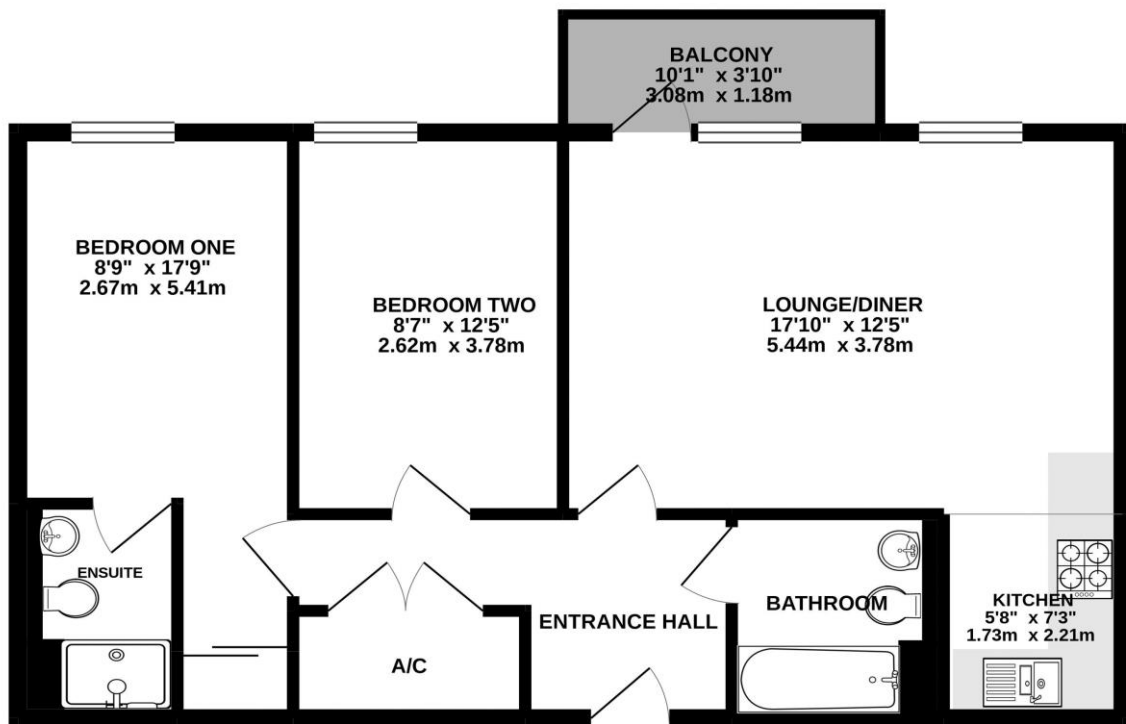 BALCONY
10'1" x 3'10"
3.08m x 1.18m
BEDROOM ONE
8'9" x 17'9"
2.67m x 5.41m
BEDROOM TWO
8'7" x 12'5"
2.62m x 3.78m
LOUNGE/DINER
17'10" x 12'5"
5.44m x 3.78m
ENSUITE
A/C
ENTRANCE HALL
BATHROOM
KITCHEN
5'8" x 7'3"
1.73m x 2.21m